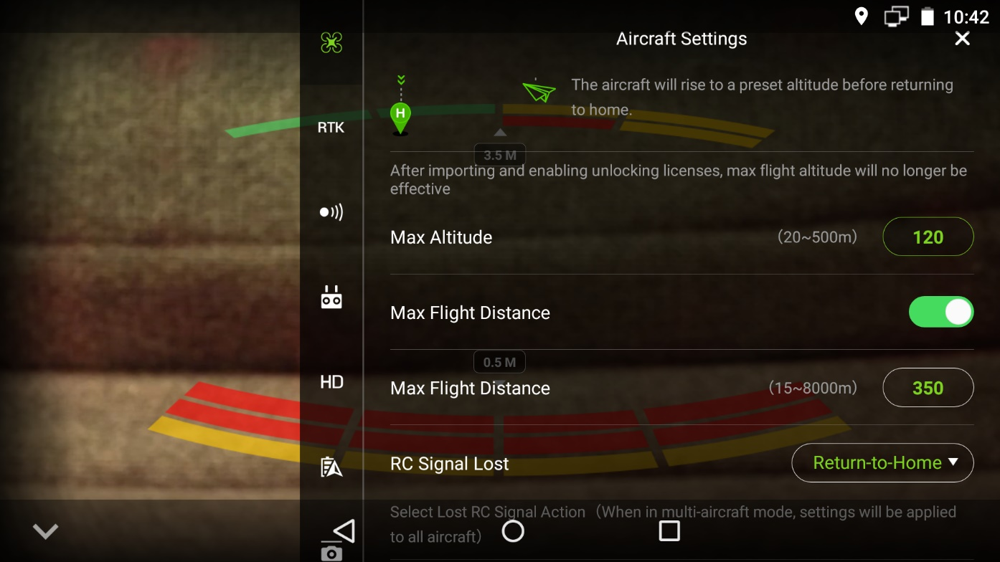 10:42
Aircraft Settings
H
The aircraft will rise to a preset altitude before returning
to home.
RTK
3.5 M
After importing and enabling unlocking licenses, max flight altitude will no longer be
effective
Max Altitude (20~500m) 120
Max Flight Distance
0.5 M
HD
Max Flight Distance (15~8000m) 350
RC Signal Lost Return-to-Home
Select Lost RC Signal Action（When in multi-aircraft mode, settings will be applied
to all aircraft）